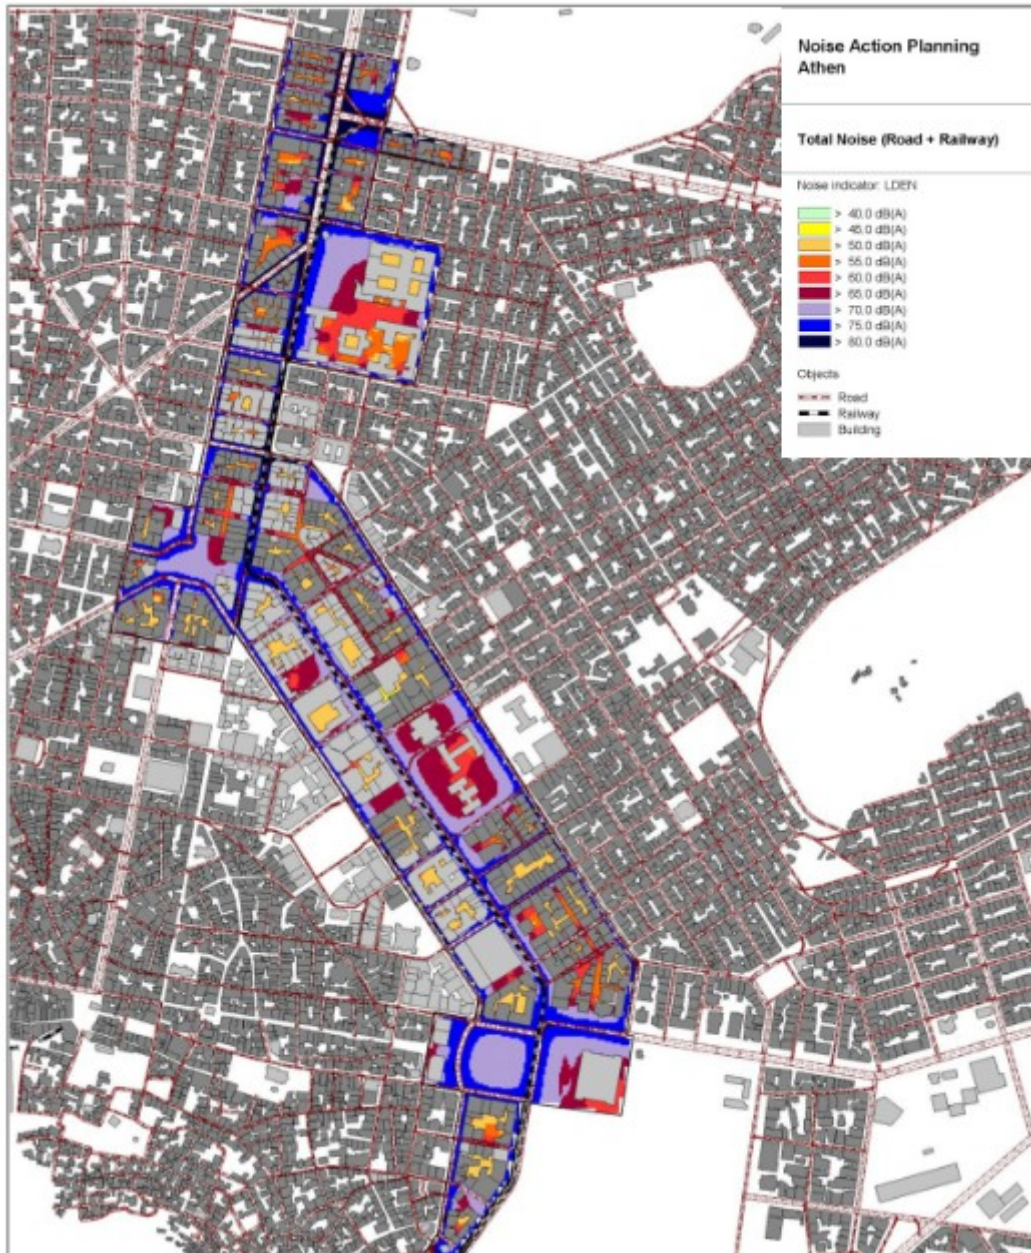 Noise Action Planning
Athen
Total Noise (Road + Railway)
Noise indicator: LDEN
> 40.0 dB(A)
> 45.0 dB(A)
> 50.0 dB(A)
> 55.0 dB(A)
> 60.0 dB(A)
> 65.0 dB(A)
> 70.0 dB(A)
> 75.0 dB(A)
> 80.0 dB(A)
Objects
Road
Railway
Building